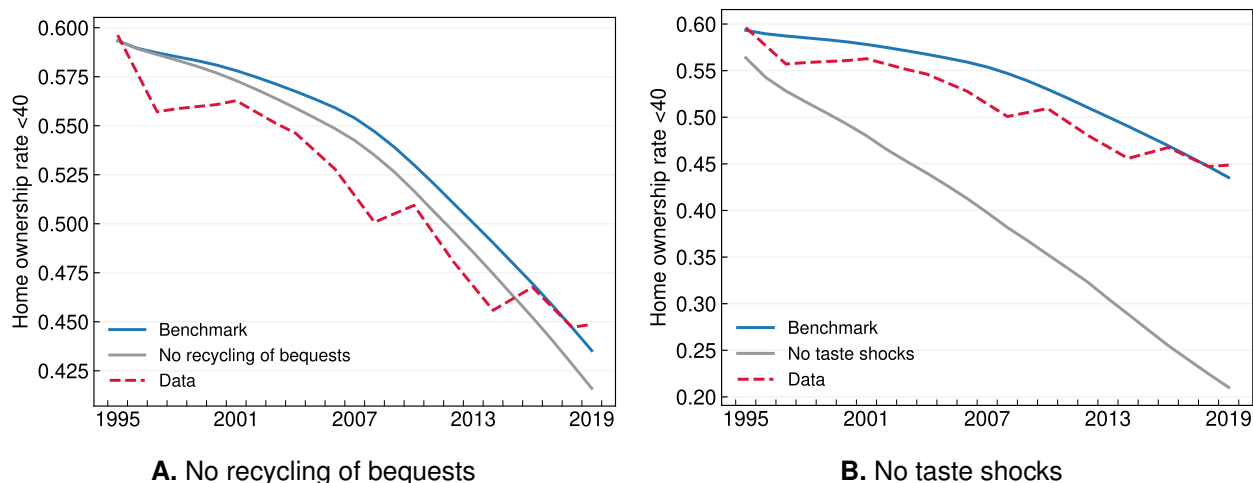 Home ownership rate <40
0.600
0.575
0.550
0.525
0.500
0.475
0.450
0.425
Benchmark
No recycling of bequests
Data
1995 2001 2007 2013 2019
A. No recycling of bequests
Home ownership rate <40
0.60
0.55
0.50
0.45
0.40
0.35
0.30
0.25
0.20
Benchmark
No taste shocks
Data
1995 2001 2007 2013 2019
B. No taste shocks